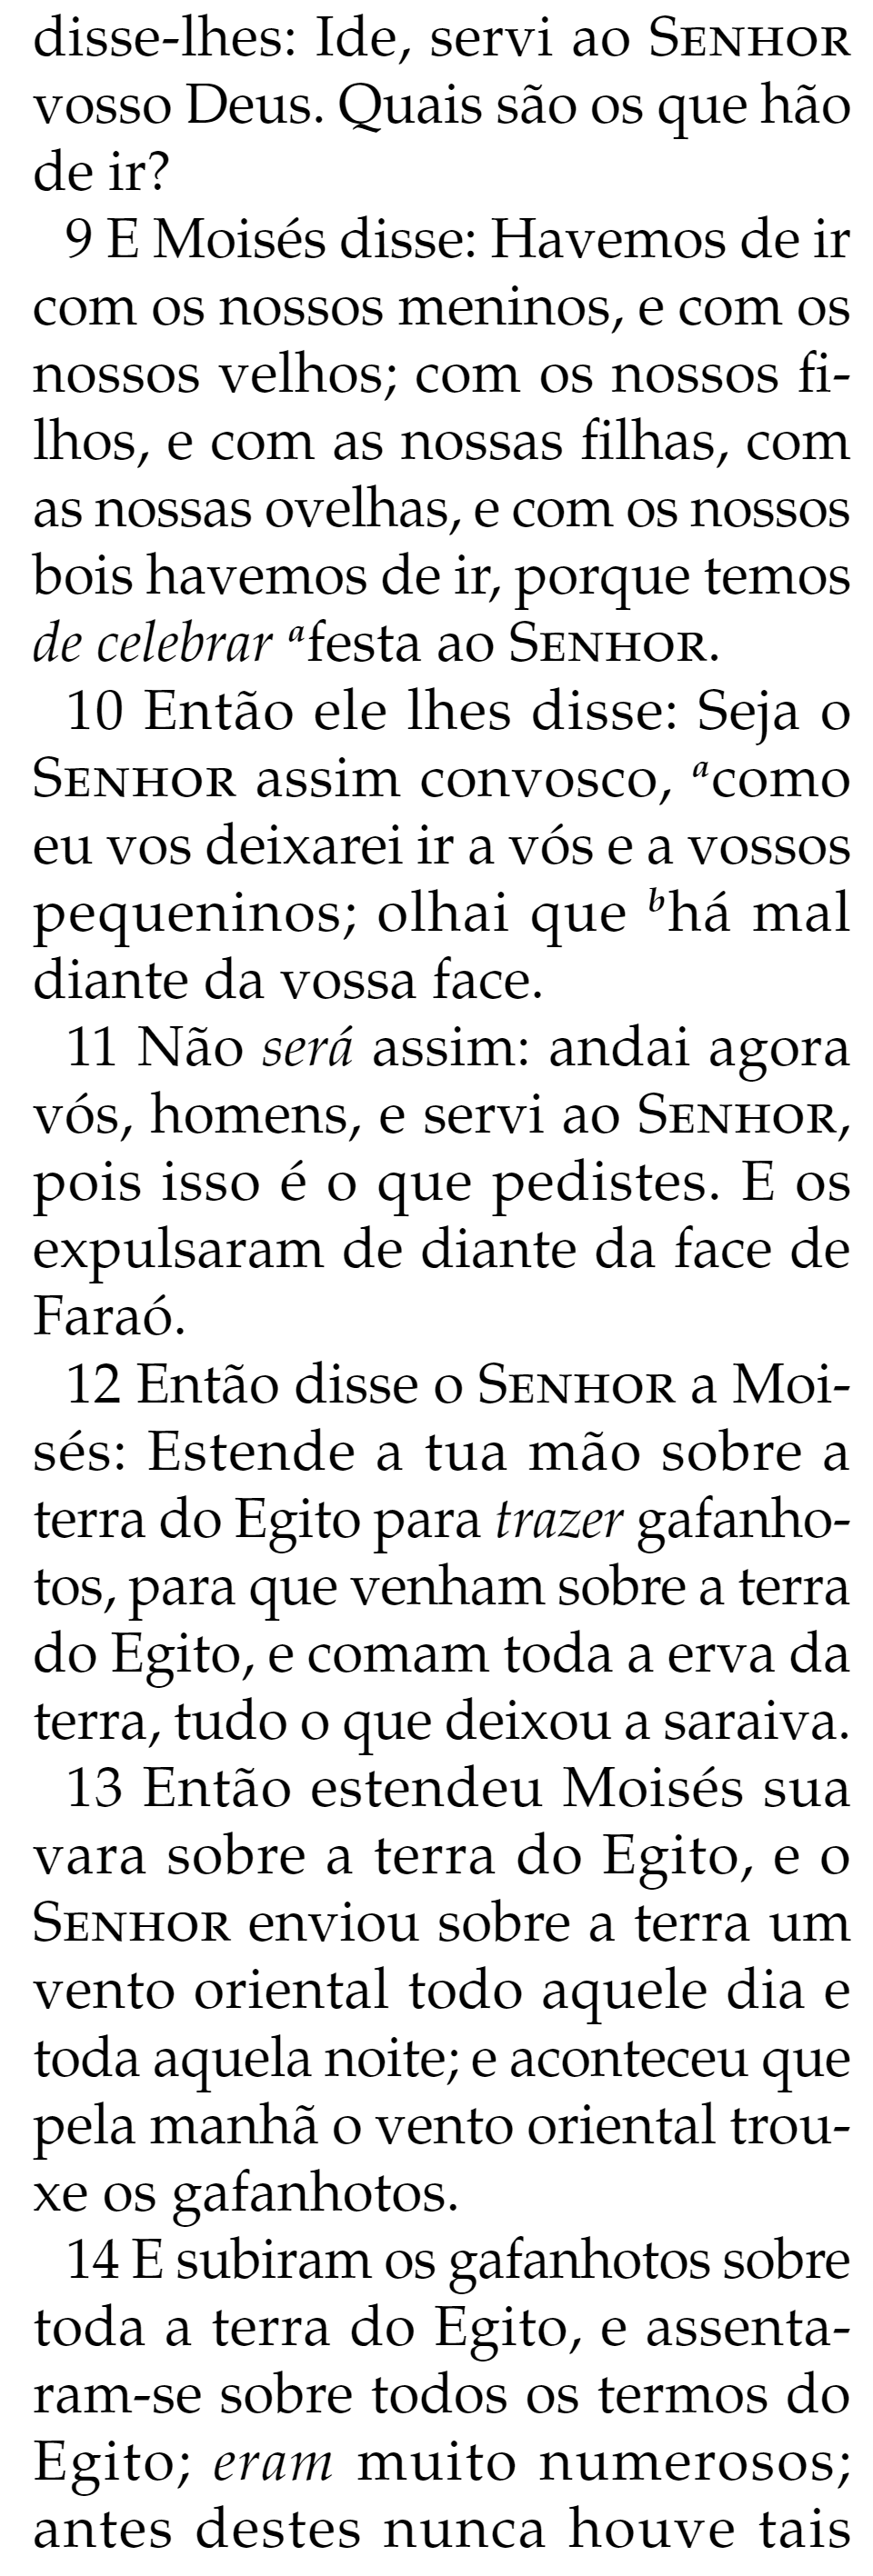 disse-lhes: Ide, servi ao SENHOR
vosso Deus. Quais são os que hão
de ir?
9 E Moisés disse: Havemos de ir
com os nossos meninos, e com os
nossos velhos; com os nossos fi-
lhos, e com as nossas filhas, com
as nossas ovelhas, e com os nossos
bois havemos de ir, porque temos
de celebrar ᵃfesta ao SENHOR.
10 Então ele lhes disse: Seja o
SENHOR assim convosco, ᵃcomo
eu vos deixarei ir a vós e a vossos
pequeninos; olhai que ᵇhá mal
diante da vossa face.
11 Não será assim: andai agora
vós, homens, e servi ao SENHOR,
pois isso é o que pedistes. E os
expulsaram de diante da face de
Faraó.
12 Então disse o SENHOR a Moi-
sés: Estende a tua mão sobre a
terra do Egito para trazer gafanho-
tos, para que venham sobre a terra
do Egito, e comam toda a erva da
terra, tudo o que deixou a saraiva.
13 Então estendeu Moisés sua
vara sobre a terra do Egito, e o
SENHOR enviou sobre a terra um
vento oriental todo aquele dia e
toda aquela noite; e aconteceu que
pela manhã o vento oriental trou-
xe os gafanhotos.
14 E subiram os gafanhotos sobre
toda a terra do Egito, e assenta-
ram-se sobre todos os termos do
Egito; eram muito numerosos;
antes destes nunca houve tais